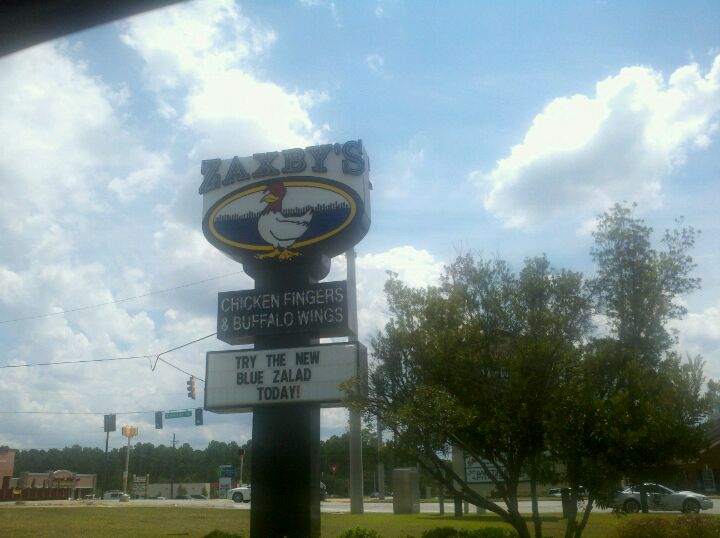 ZAXBY'S
CHICKEN FINGERS
& BUFFALO WINGS
TRY THE NEW
BLUE ZALAD
TODAY!